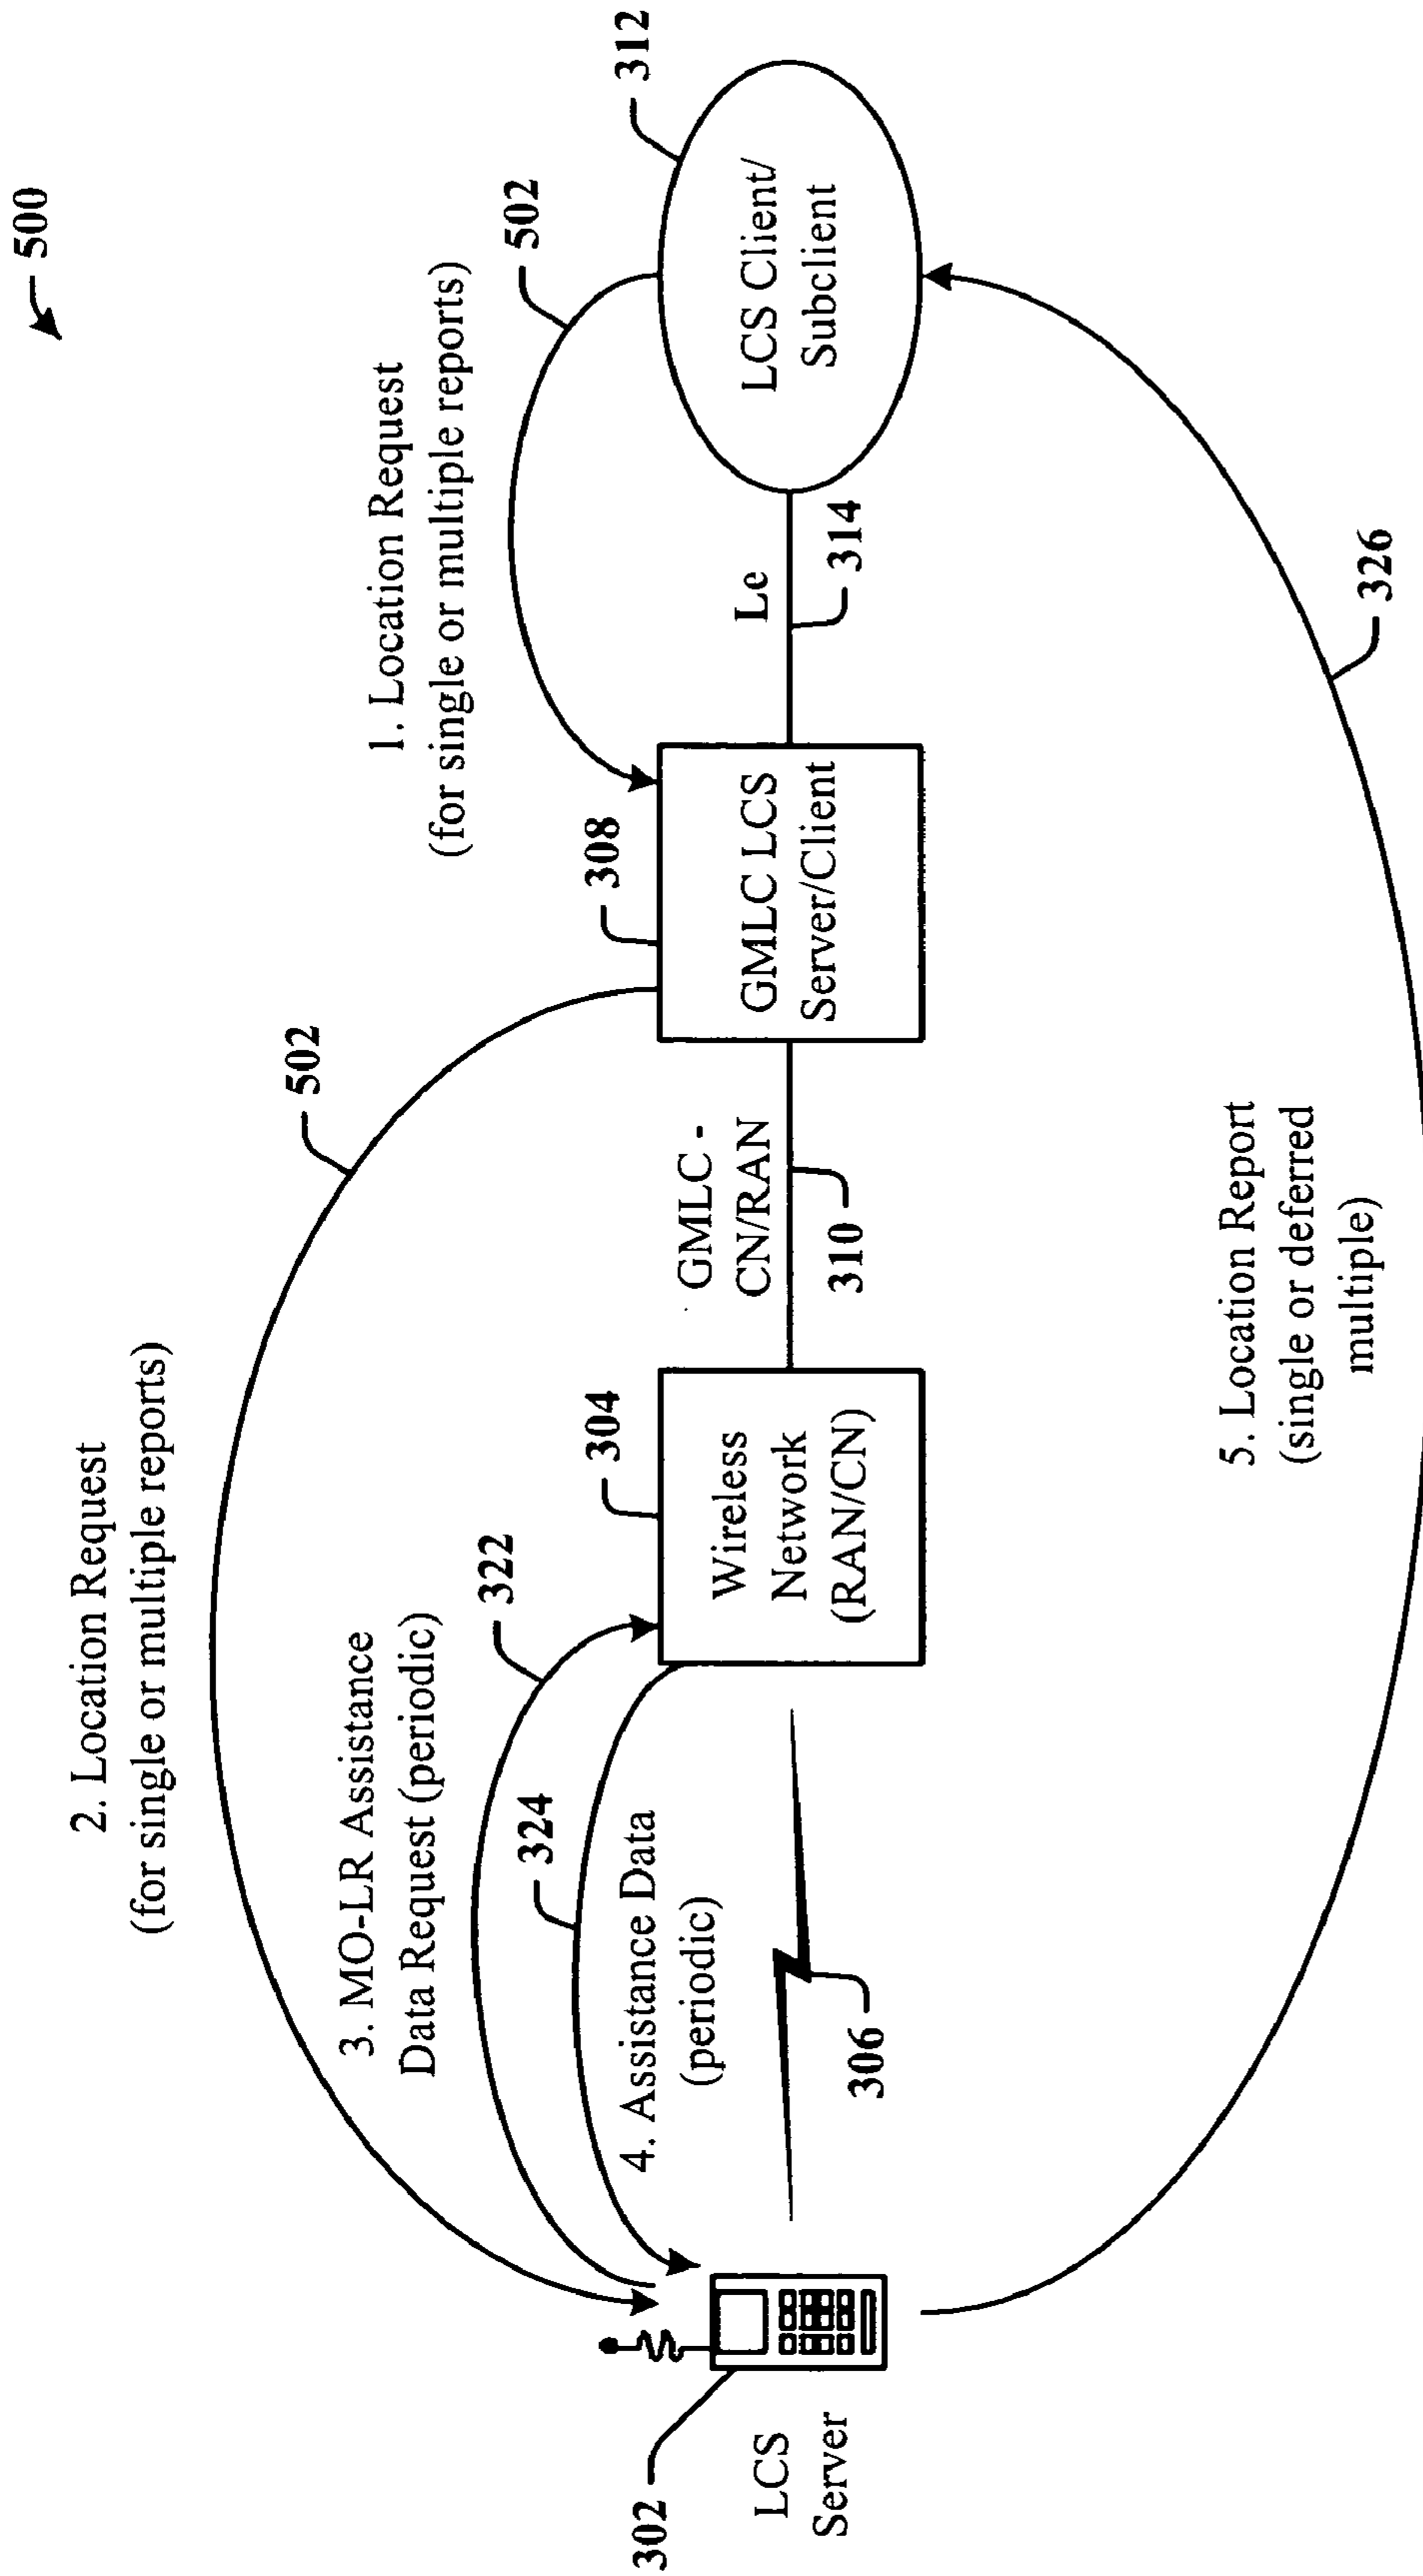 500
2. Location Request
(for single or multiple reports)
502
1. Location Request
(for single or multiple reports)
502
312
3. MO-LR Assistance
Data Request (periodic)
322
324
4. Assistance Data
(periodic)
304
308
302
LCS
Server
306
Wireless
Network
(RAN/CN)
GMLC -
CN/RAN
310
GMLC LCS
Server/Client
Le
314
LCS Client/
Subclient
5. Location Report
(single or deferred
multiple)
326